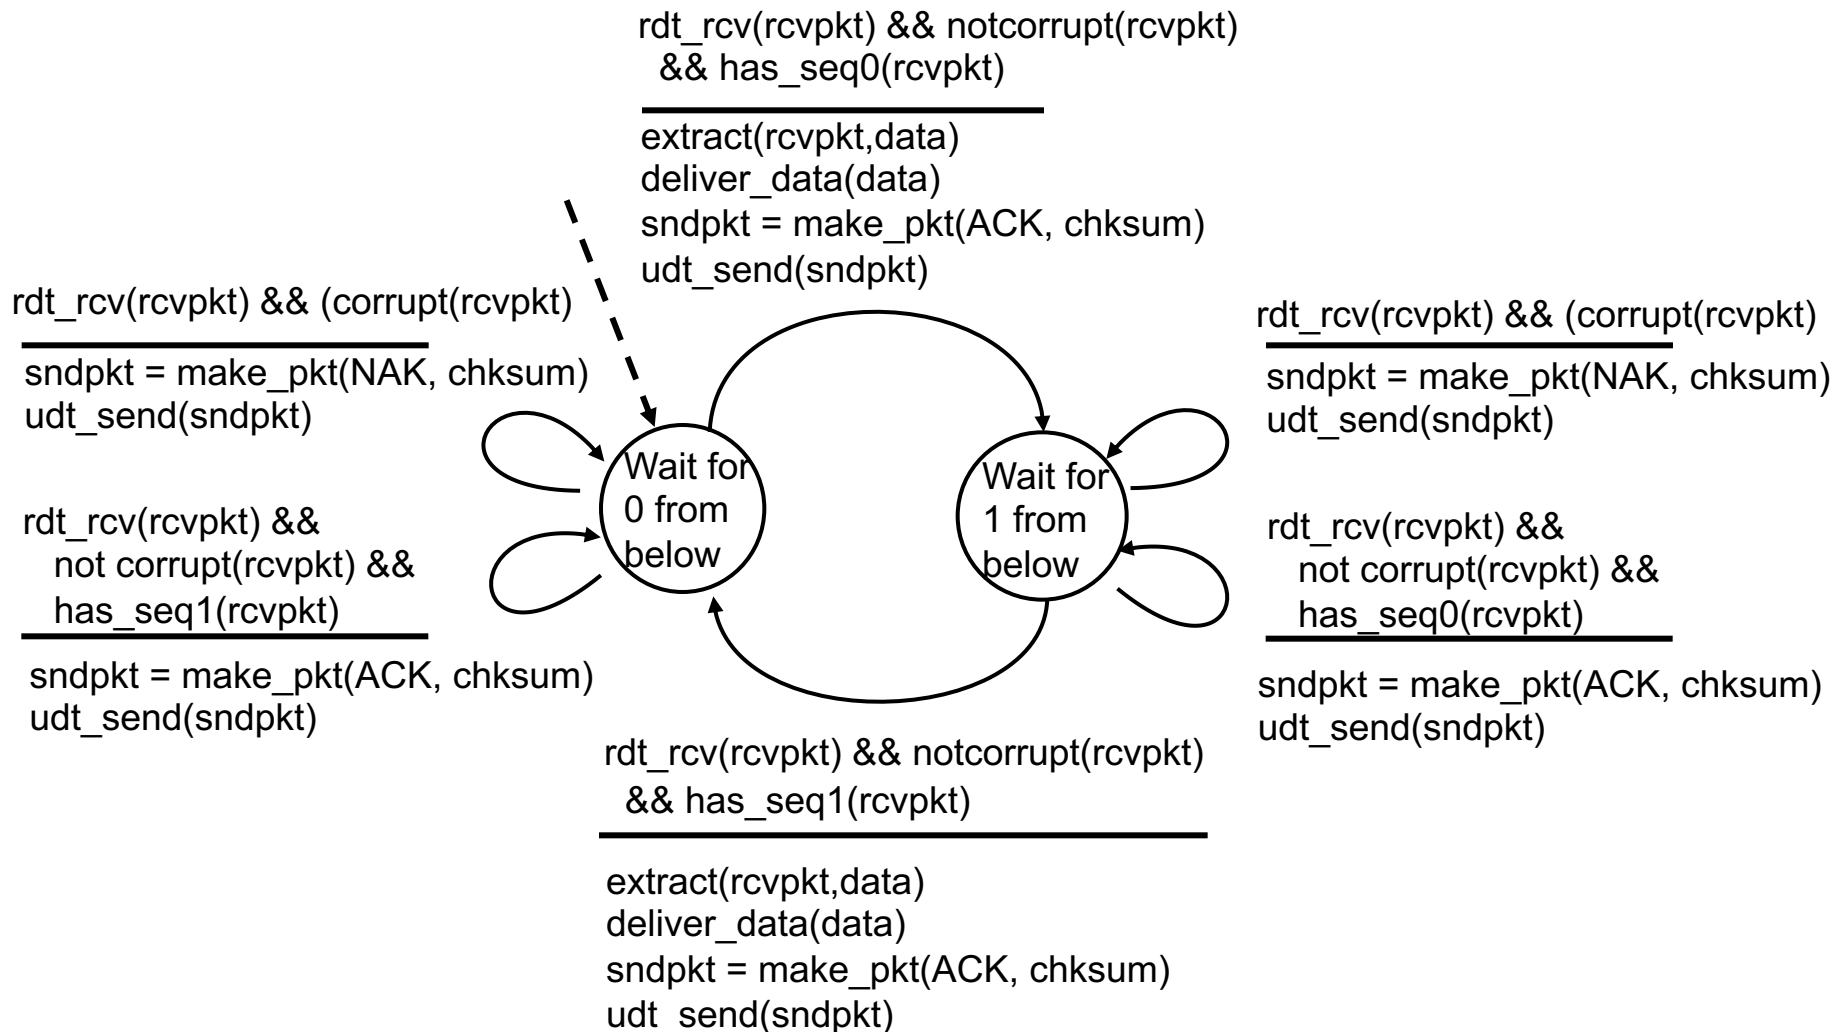 rdt_rcv(rcvpkt) && notcorrupt(rcvpkt)
&& has_seq0(rcvpkt)
extract(rcvpkt,data)
deliver_data(data)
sndpkt = make_pkt(ACK, chksum)
udt_send(sndpkt)
rdt_rcv(rcvpkt) && (corrupt(rcvpkt)
sndpkt = make_pkt(NAK, chksum)
udt_send(sndpkt)
rdt_rcv(rcvpkt) &&
not corrupt(rcvpkt) &&
has_seq1(rcvpkt)
sndpkt = make_pkt(ACK, chksum)
udt_send(sndpkt)
Wait for
0 from
below
Wait for
1 from
below
rdt_rcv(rcvpkt) && (corrupt(rcvpkt)
sndpkt = make_pkt(NAK, chksum)
udt_send(sndpkt)
rdt_rcv(rcvpkt) &&
not corrupt(rcvpkt) &&
has_seq0(rcvpkt)
sndpkt = make_pkt(ACK, chksum)
udt_send(sndpkt)
rdt_rcv(rcvpkt) && notcorrupt(rcvpkt)
&& has_seq1(rcvpkt)
extract(rcvpkt,data)
deliver_data(data)
sndpkt = make_pkt(ACK, chksum)
udt_send(sndpkt)